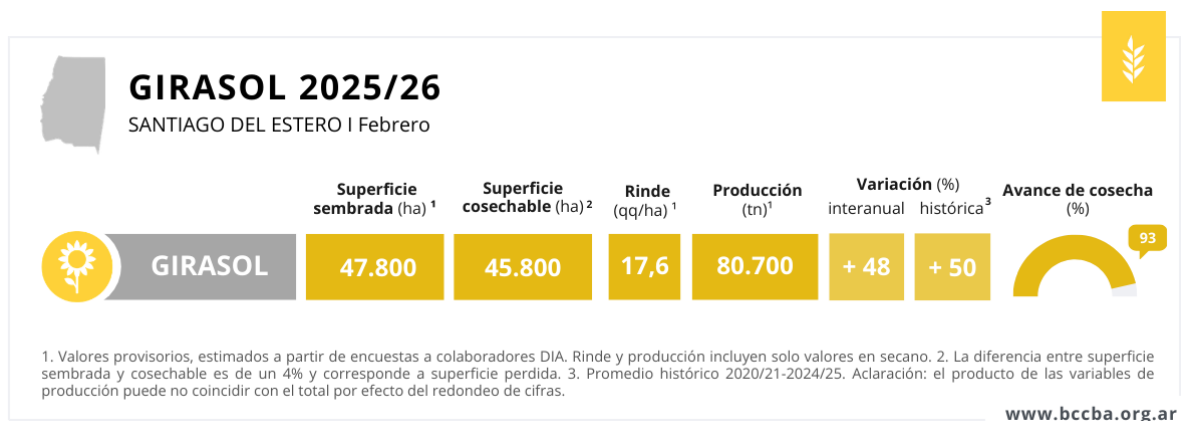 GIRASOL 2025/26
SANTIAGO DEL ESTERO I Febrero
Superficie
sembrada (ha) ¹
Superficie
cosechable (ha) ²
Rinde
(qq/ha) ¹
Producción
(tn)¹
Variación (%)
interanual histórica³
Avance de cosecha
(%)
GIRASOL 47.800 45.800 17,6 80.700 + 48 + 50 93
1. Valores provisorios, estimados a partir de encuestas a colaboradores DIA. Rinde y producción incluyen solo valores en secano. 2. La diferencia entre superficie
sembrada y cosechable es de un 4% y corresponde a superficie perdida. 3. Promedio histórico 2020/21-2024/25. Aclaración: el producto de las variables de
producción puede no coincidir con el total por efecto del redondeo de cifras.
www.bccba.org.ar